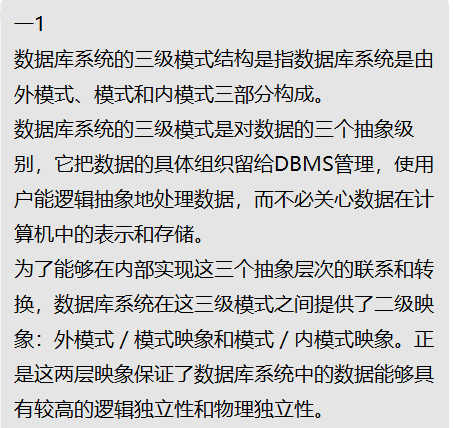 一1
数据库系统的三级模式结构是指数据库系统是由
外模式、模式和内模式三部分构成。
数据库系统的三级模式是对数据的三个抽象级
别，它把数据的具体组织留给DBMS管理，使用
户能逻辑抽象地处理数据，而不必关心数据在计
算机中的表示和存储。
为了能够在内部实现这三个抽象层次的联系和转
换，数据库系统在这三级模式之间提供了二级映
象：外模式／模式映象和模式／内模式映象。正
是这两层映象保证了数据库系统中的数据能够具
有较高的逻辑独立性和物理独立性。